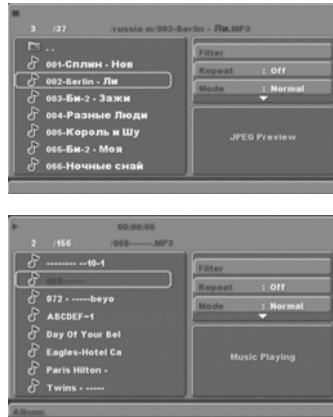 3 /37 /russia m/002-Berlin - Ли.MP3
..
001-Сплин - Нов
002-Berlin - Ли
003-Би-2 - Зажи
004-Разные Люди
005-Король и Шу
065-Би-2 - Моя
066-Ночные снай
Filter
Repeat : Off
Mode : Normal
JPEG Preview
00:00:06
2 /156 /068------.MP3
-------- --10-1
068------
072 - -----beyo
ABCDEF~1
Day Of Your Bel
Eagles-Hotel Ca
Paris Hilton -
Twins - -----
Filter
Repeat : Off
Mode : Normal
Music Playing
Album: